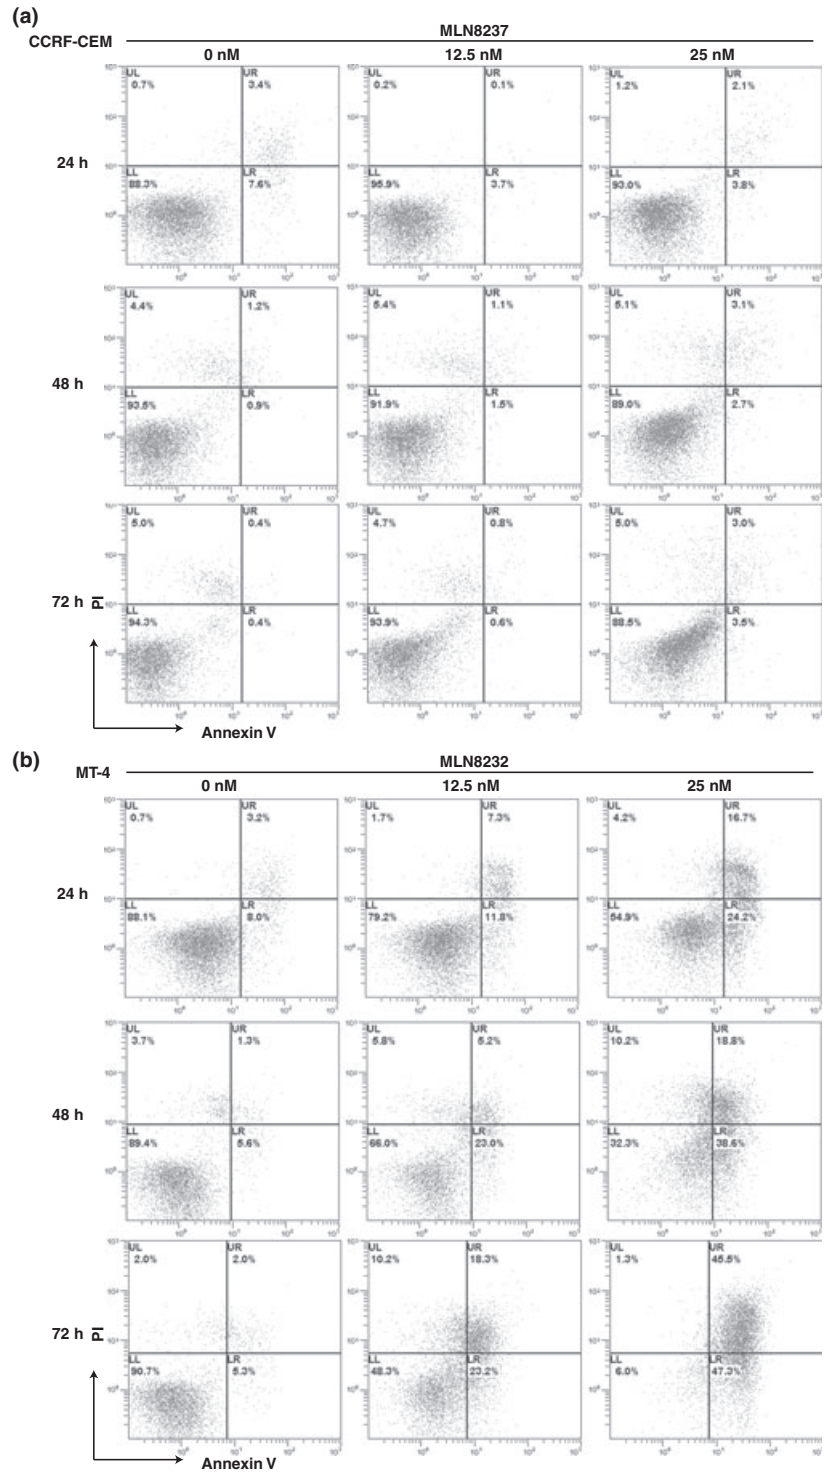 (a)
MLN8237
CCRF-CEM
0 nM 12.5 nM 25 nM
24 h
UL 0.7% UR 3.4% UL 0.2% UR 0.1% UL 1.2% UR 2.1%
LL 88.3% LR 7.6% LL 95.9% LR 3.7% LL 93.0% LR 3.8%
48 h
UL 4.4% UR 1.2% UL 5.4% UR 1.1% UL 5.1% UR 3.1%
LL 93.5% LR 0.9% LL 91.9% LR 1.5% LL 89.0% LR 2.7%
72 h
UL 5.0% UR 0.4% UL 4.7% UR 0.8% UL 5.0% UR 3.0%
LL 94.3% LR 0.4% LL 93.9% LR 0.6% LL 88.5% LR 3.5%
PI
Annexin V
(b)
MLN8232
MT-4
0 nM 12.5 nM 25 nM
24 h
UL 0.7% UR 3.2% UL 1.7% UR 7.3% UL 4.2% UR 16.7%
LL 88.1% LR 8.0% LL 79.2% LR 11.8% LL 54.9% LR 24.2%
48 h
UL 3.7% UR 1.3% UL 5.8% UR 5.2% UL 10.2% UR 18.8%
LL 89.4% LR 5.6% LL 66.0% LR 23.0% LL 32.3% LR 38.6%
72 h
UL 2.0% UR 2.0% UL 10.2% UR 18.3% UL 1.3% UR 45.5%
LL 90.7% LR 5.3% LL 48.3% LR 23.2% LL 6.0% LR 47.3%
PI
Annexin V